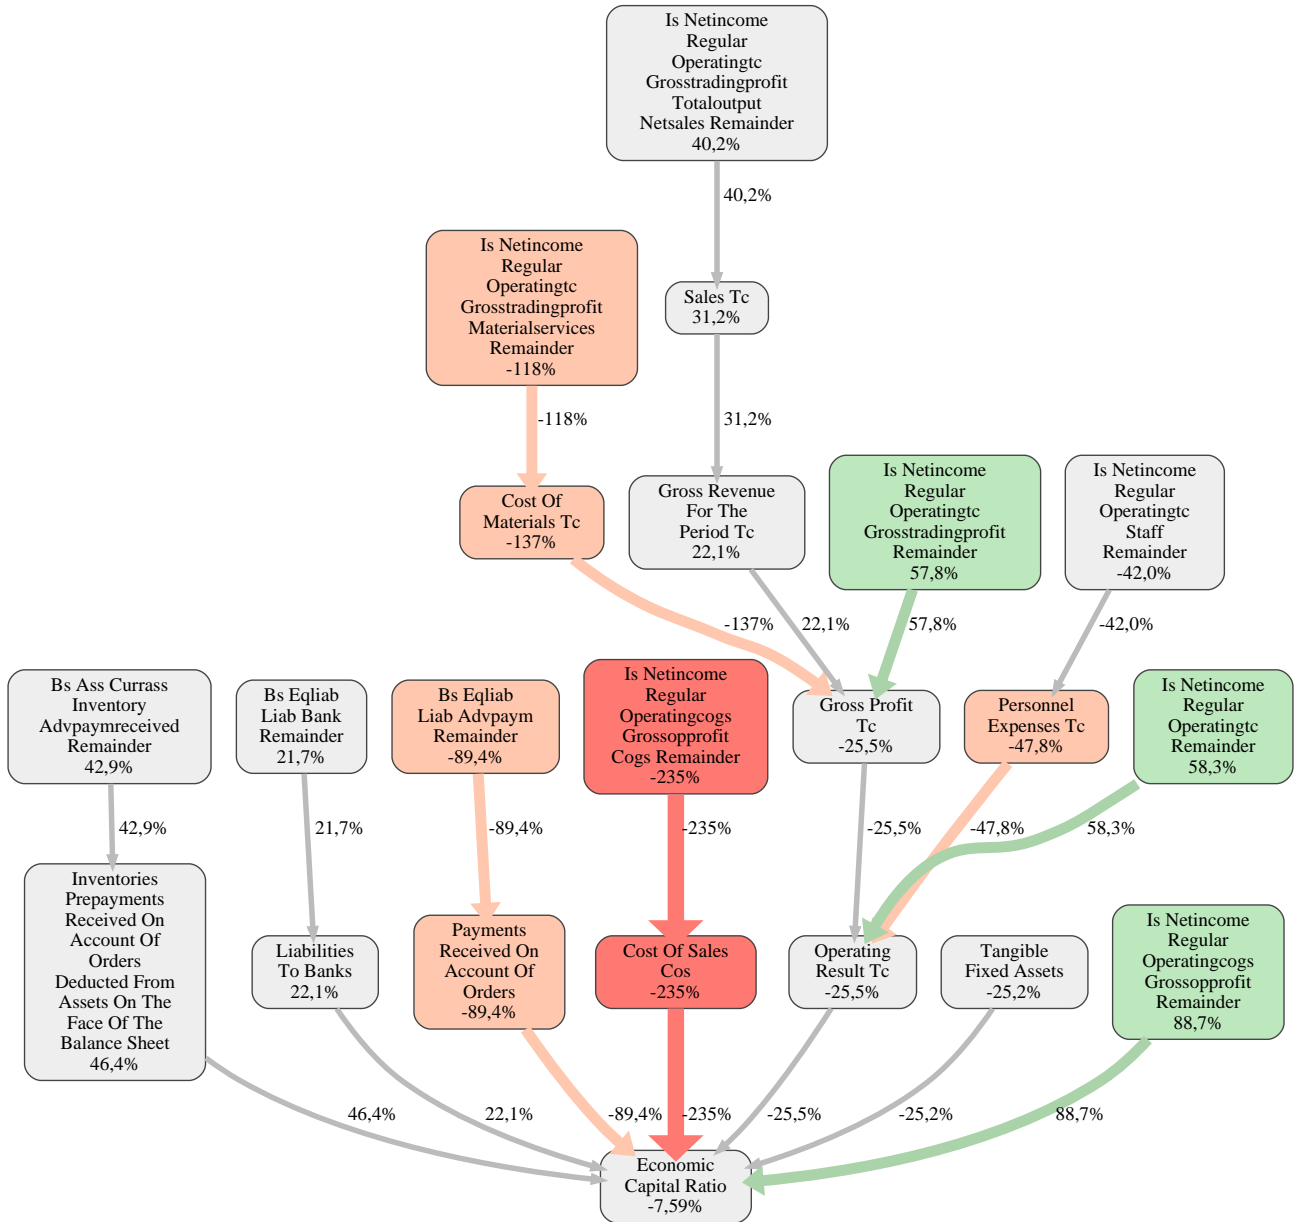 Is Netincome
Regular
Operatingtc
Grosstradingprofit
Totaloutput
Netsales Remainder
40,2%
40,2%
Is Netincome
Regular
Operatingtc
Grosstradingprofit
Materialservices
Remainder
-118%
Sales Tc
31,2%
-118%
31,2%
Cost Of
Materials Tc
-137%
Gross Revenue
For The
Period Tc
22,1%
Is Netincome
Regular
Operatingtc
Grosstradingprofit
Remainder
57,8%
Is Netincome
Regular
Operatingtc
Staff
Remainder
-42,0%
-137%
22,1%
57,8%
-42,0%
Bs Ass Currass
Inventory
Advpaymreceived
Remainder
42,9%
Bs Eqliab
Liab Bank
Remainder
21,7%
Bs Eqliab
Liab Advpaym
Remainder
-89,4%
Is Netincome
Regular
Operatingcogs
Grossopprofit
Cogs Remainder
-235%
Gross Profit
Tc
-25,5%
Personnel
Expenses Tc
-47,8%
Is Netincome
Regular
Operatingtc
Remainder
58,3%
42,9%
21,7%
-89,4%
-235%
-25,5%
-47,8%
58,3%
Inventories
Prepayments
Received On
Account Of
Orders
Deducted From
Assets On The
Face Of The
Balance Sheet
46,4%
Liabilities
To Banks
22,1%
Payments
Received On
Account Of
Orders
-89,4%
Cost Of Sales
Cos
-235%
Operating
Result Tc
-25,5%
Tangible
Fixed Assets
-25,2%
Is Netincome
Regular
Operatingcogs
Grossopprofit
Remainder
88,7%
46,4%
22,1%
-89,4%
-235%
-25,5%
-25,2%
88,7%
Economic
Capital Ratio
-7,59%